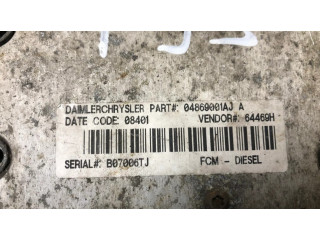 DAIMLERCHRYSLER PART#: 04869001AJ A
DATE CODE: 08401 VENDOR#: 64469H
SERIAL#: B07006TJ FCM - DIESEL